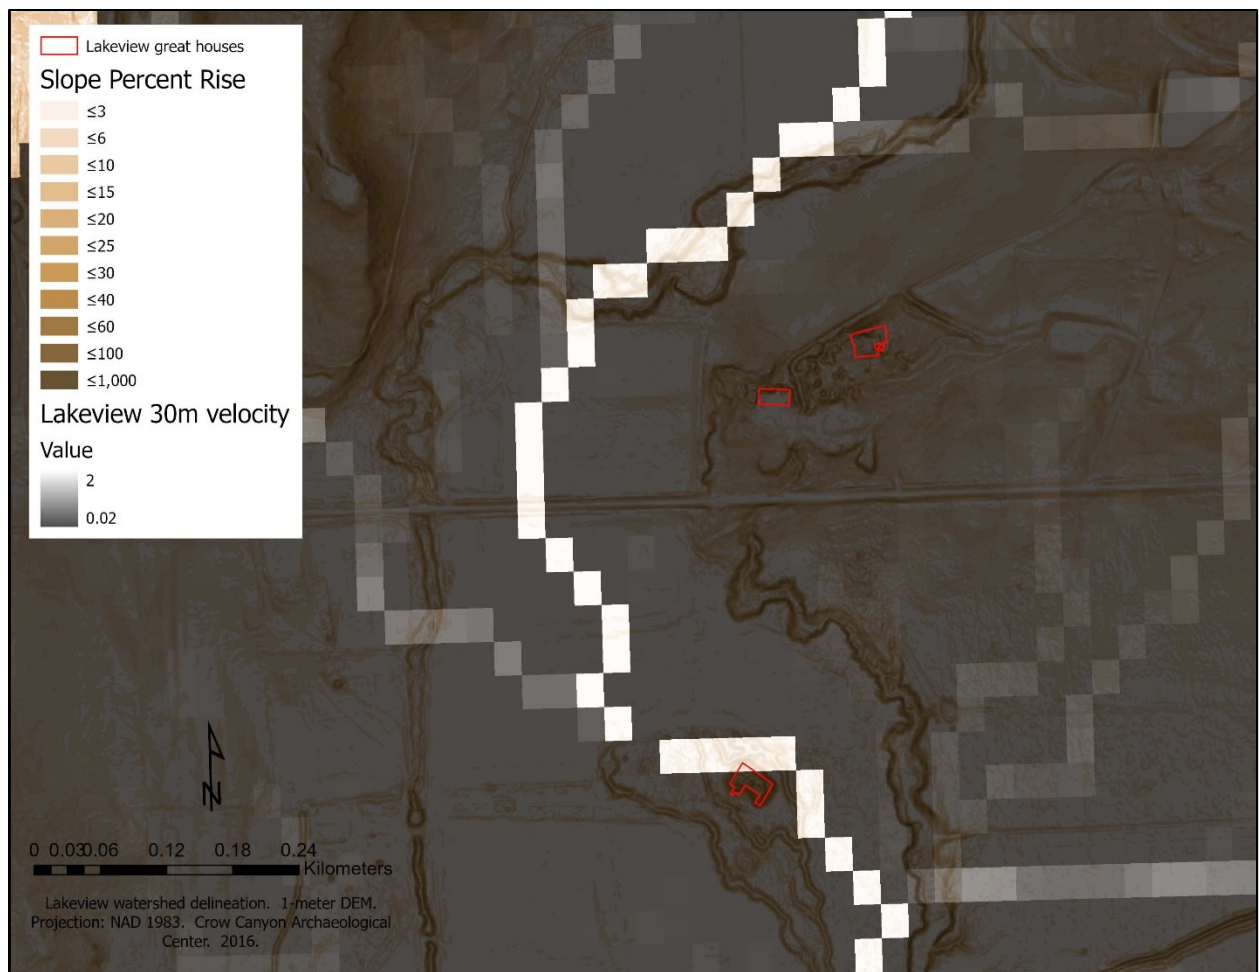 Lakeview great houses
Slope Percent Rise
≤3
≤6
≤10
≤15
≤20
≤25
≤30
≤40
≤60
≤100
≤1,000
Lakeview 30m velocity
Value
2
0.02
N
0 0.030.06 0.12 0.18 0.24
Kilometers
Lakeview watershed delineation. 1-meter DEM.
Projection: NAD 1983. Crow Canyon Archaeological
Center. 2016.